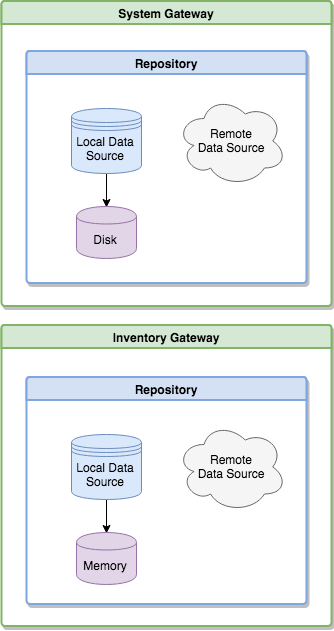 System Gateway
Repository
Local Data
Source
Remote
Data Source
Disk
Inventory Gateway
Repository
Local Data
Source
Remote
Data Source
Memory